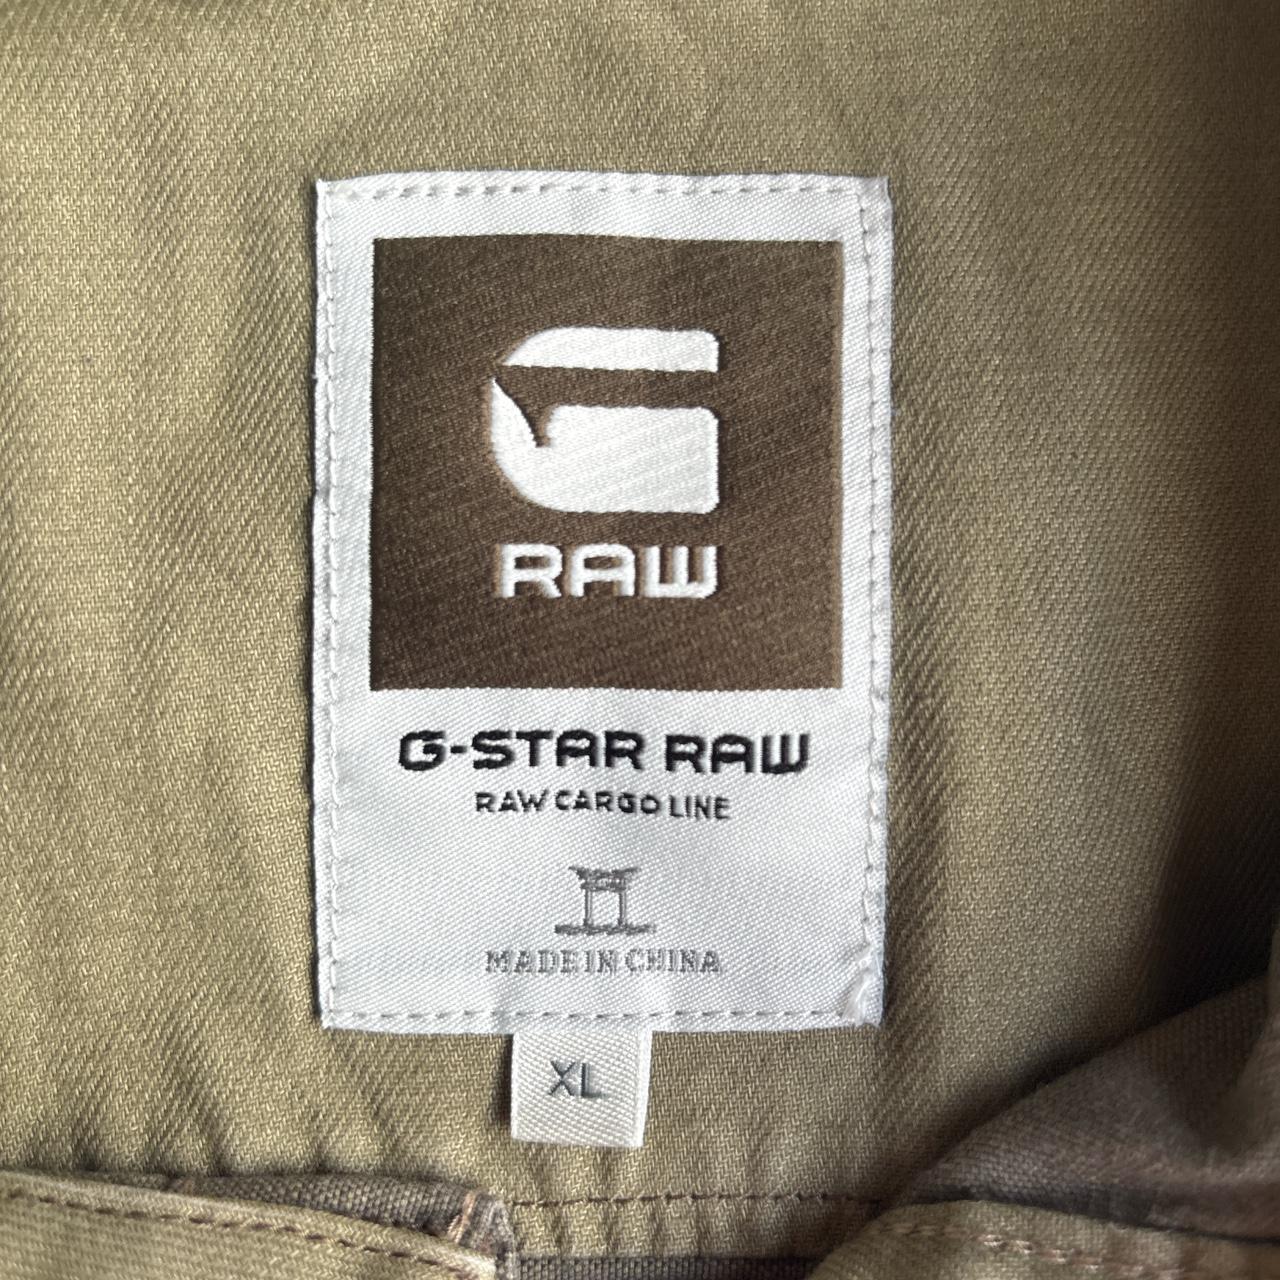 G
RAW
G-STAR RAW
RAW CARGO LINE
MADE IN CHINA
XL